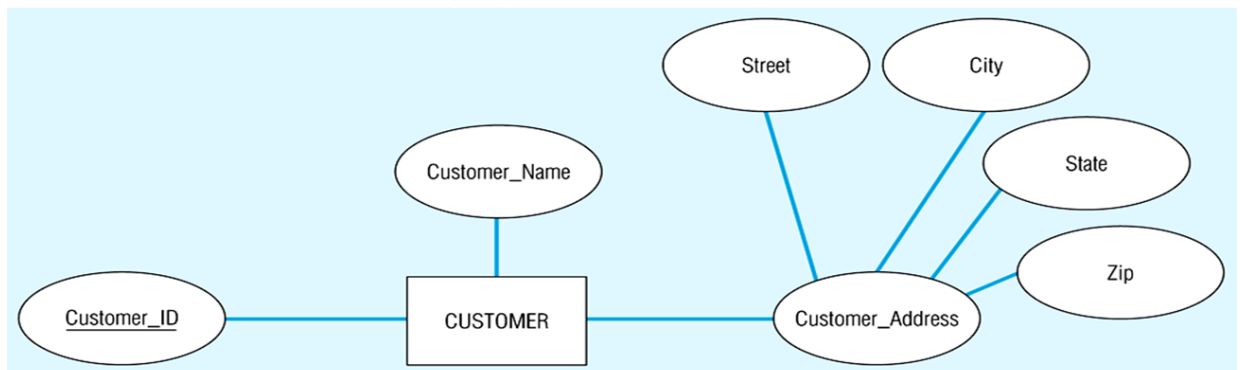 Street
City
State
Customer_Name
Zip
Customer_ID
CUSTOMER
Customer_Address